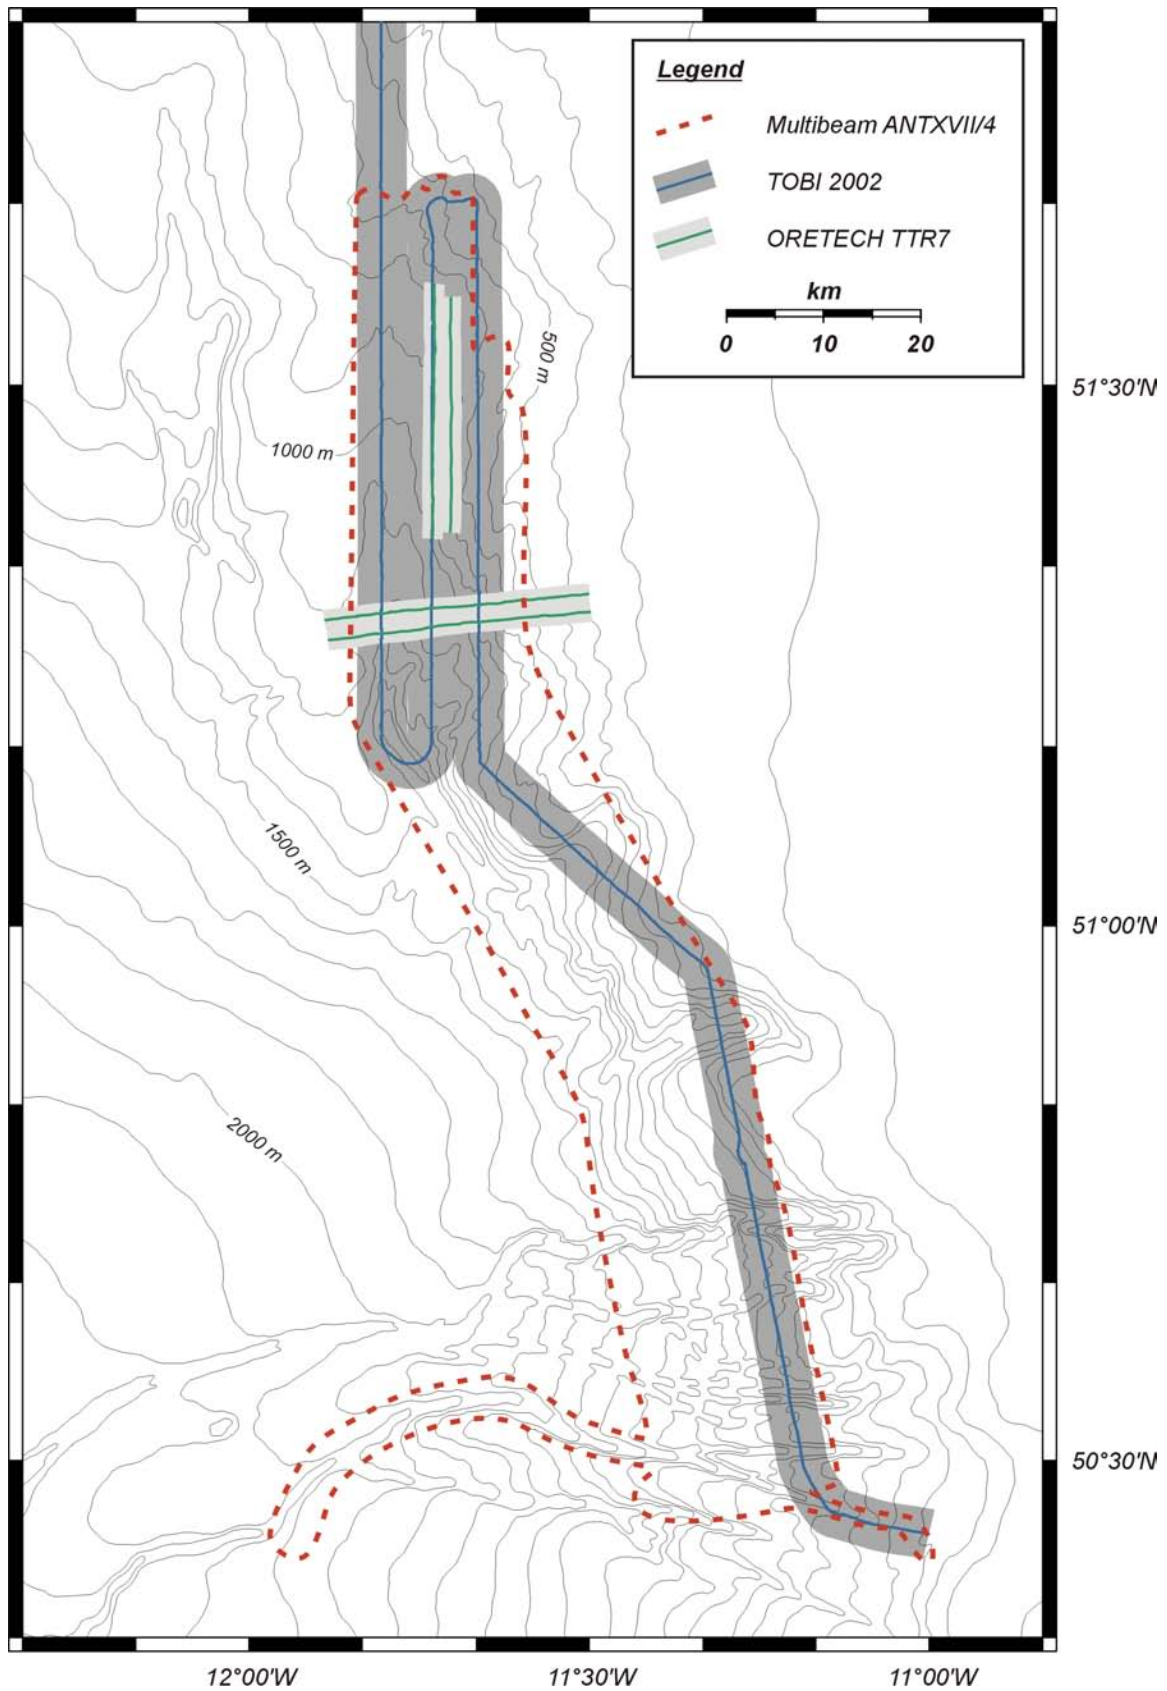 Legend
Multibeam ANTXVII/4
TOBI 2002
ORETECH TTR7
km
0 10 20
500 m
51°30'N
1000 m
1500 m
51°00'N
2000 m
50°30'N
12°00'W 11°30'W 11°00'W